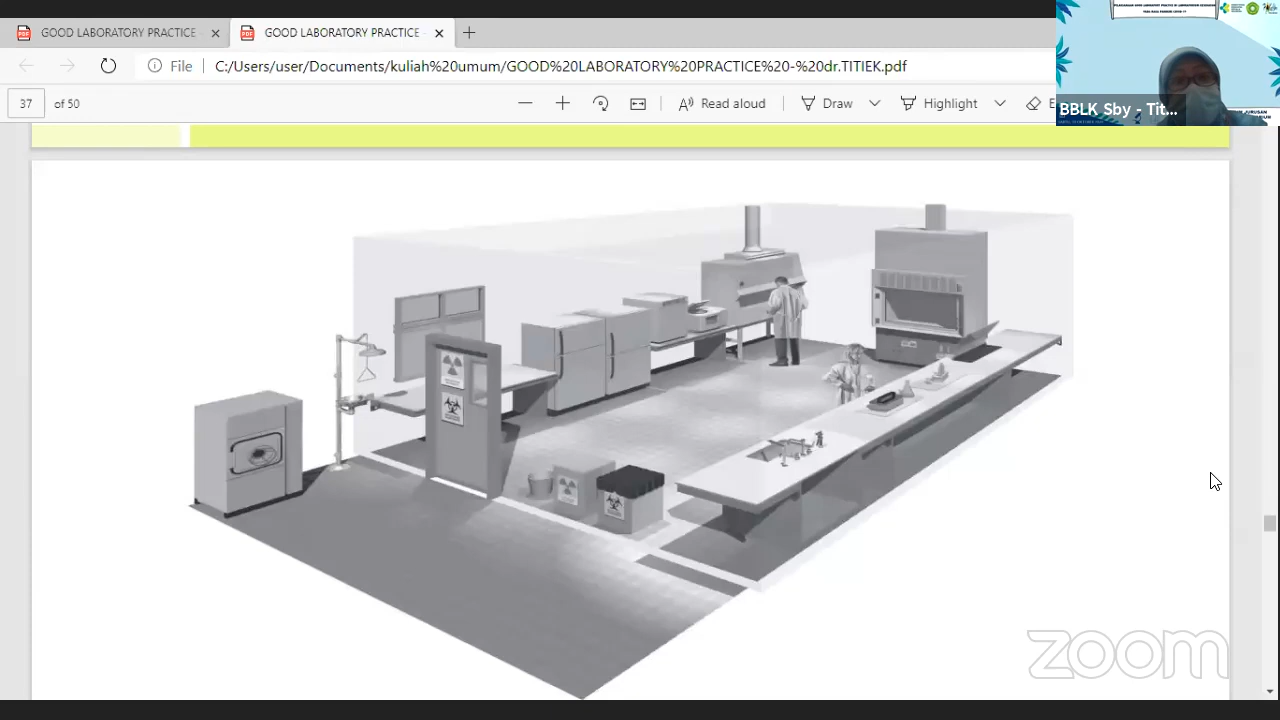 GOOD LABORATORY PRACTICE
GOOD LABORATORY PRACTICE -
File
C:/Users/user/Documents/kuliah%20umum/GOOD%20LABORATORY%20PRACTICE%20-%20dr.TITIEK.pdf
37 of 50
Read aloud
Draw
Highlight
E
BBLK Sby - Tit...
JURUSAN
zoom